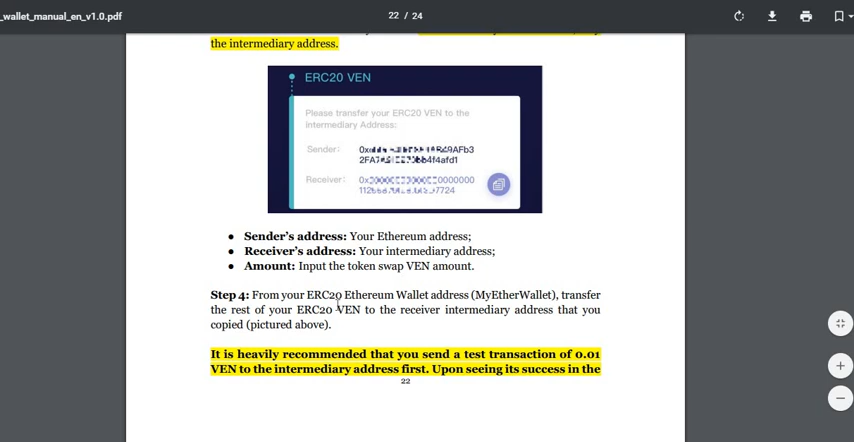 _wallet_manual_en_v1.0.pdf
22 / 24
the intermediary address.
ERC20 VEN
Please transfer your ERC20 VEN to the
intermediary Address:
Sender:
Receiver:
● Sender's address: Your Ethereum address;
● Receiver's address: Your intermediary address;
● Amount: Input the token swap VEN amount.
Step 4: From your ERC20 Ethereum Wallet address (MyEtherWallet), transfer
the rest of your ERC20 VEN to the receiver intermediary address that you
copied (pictured above).
It is heavily recommended that you send a test transaction of 0.01
VEN to the intermediary address first. Upon seeing its success in the
22